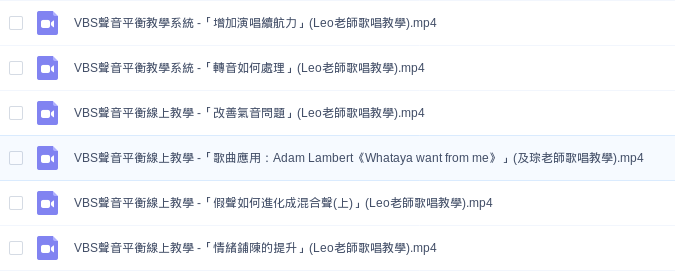 VBS聲音平衡教學系統 -「增加演唱續航力」(Leo老師歌唱教學).mp4
VBS聲音平衡教學系統 -「轉音如何處理」(Leo老師歌唱教學).mp4
VBS聲音平衡線上教學 -「改善氣音問題」(Leo老師歌唱教學).mp4
VBS聲音平衡線上教學 -「歌曲應用：Adam Lambert《Whataya want from me》」(及琮老師歌唱教學).mp4
VBS聲音平衡線上教學 -「假聲如何進化成混合聲(上)」(Leo老師歌唱教學).mp4
VBS聲音平衡線上教學 -「情緒鋪陳的提升」(Leo老師歌唱教學).mp4